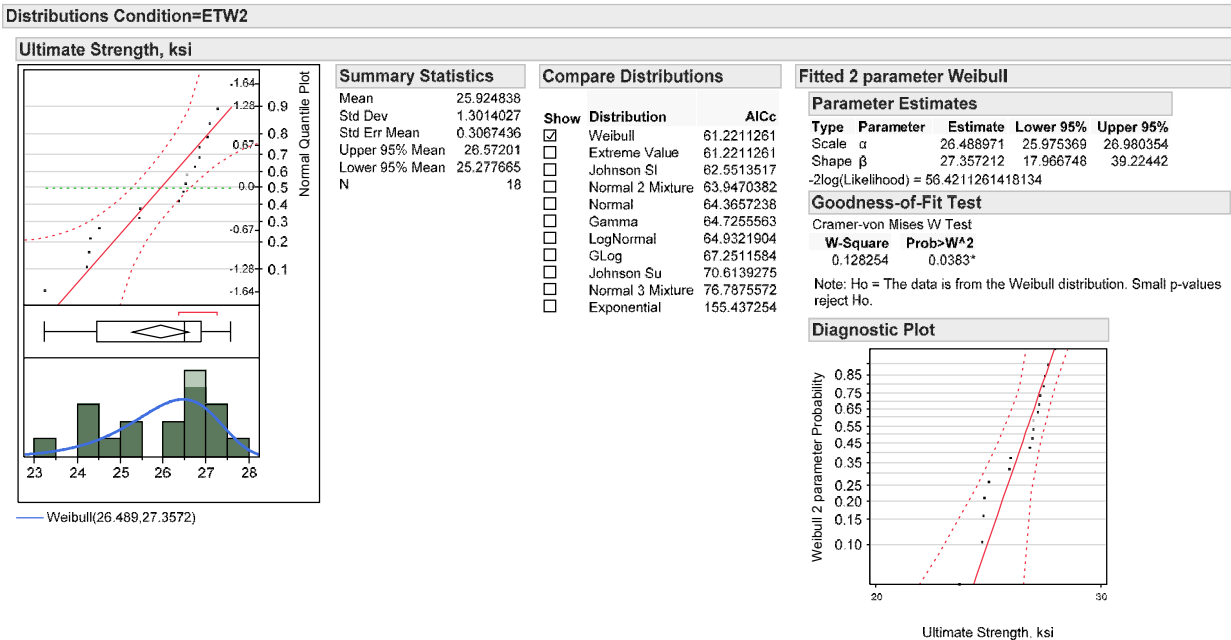 Distributions Condition=ETW2
Ultimate Strength, ksi
-1.64
-1.28
0.67
0.0
-0.67
-1.28
-1.64
0.9
0.8
0.7
0.6
0.5
0.4
0.3
0.2
0.1
Normal Quantile Plot
23 24 25 26 27 28
Weibull(26.489,27.3572)
Summary Statistics
Mean 25.924838
Std Dev 1.3014027
Std Err Mean 0.3067436
Upper 95% Mean 26.57201
Lower 95% Mean 25.277665
N 18
Compare Distributions
Show Distribution AICc
Weibull 61.2211261
Extreme Value 61.2211261
Johnson Sl 62.5513517
Normal 2 Mixture 63.9470382
Normal 64.3657238
Gamma 64.7255563
LogNormal 64.9321904
GLog 67.2511584
Johnson Su 70.6139275
Normal 3 Mixture 76.7875572
Exponential 155.437254
Fitted 2 parameter Weibull
Parameter Estimates
Type Parameter Estimate Lower 95% Upper 95%
Scale α 26.488971 25.975369 26.980354
Shape β 27.357212 17.966748 39.22442
-2log(Likelihood) = 56.4211261418134
Goodness-of-Fit Test
Cramer-von Mises W Test
W-Square Prob>W^2
0.128254 0.0383*
Note: Ho = The data is from the Weibull distribution. Small p-values
reject Ho.
Diagnostic Plot
Weibull 2 parameter Probability
0.85
0.75
0.65
0.55
0.45
0.35
0.25
0.20
0.15
0.10
20 30
Ultimate Strength, ksi